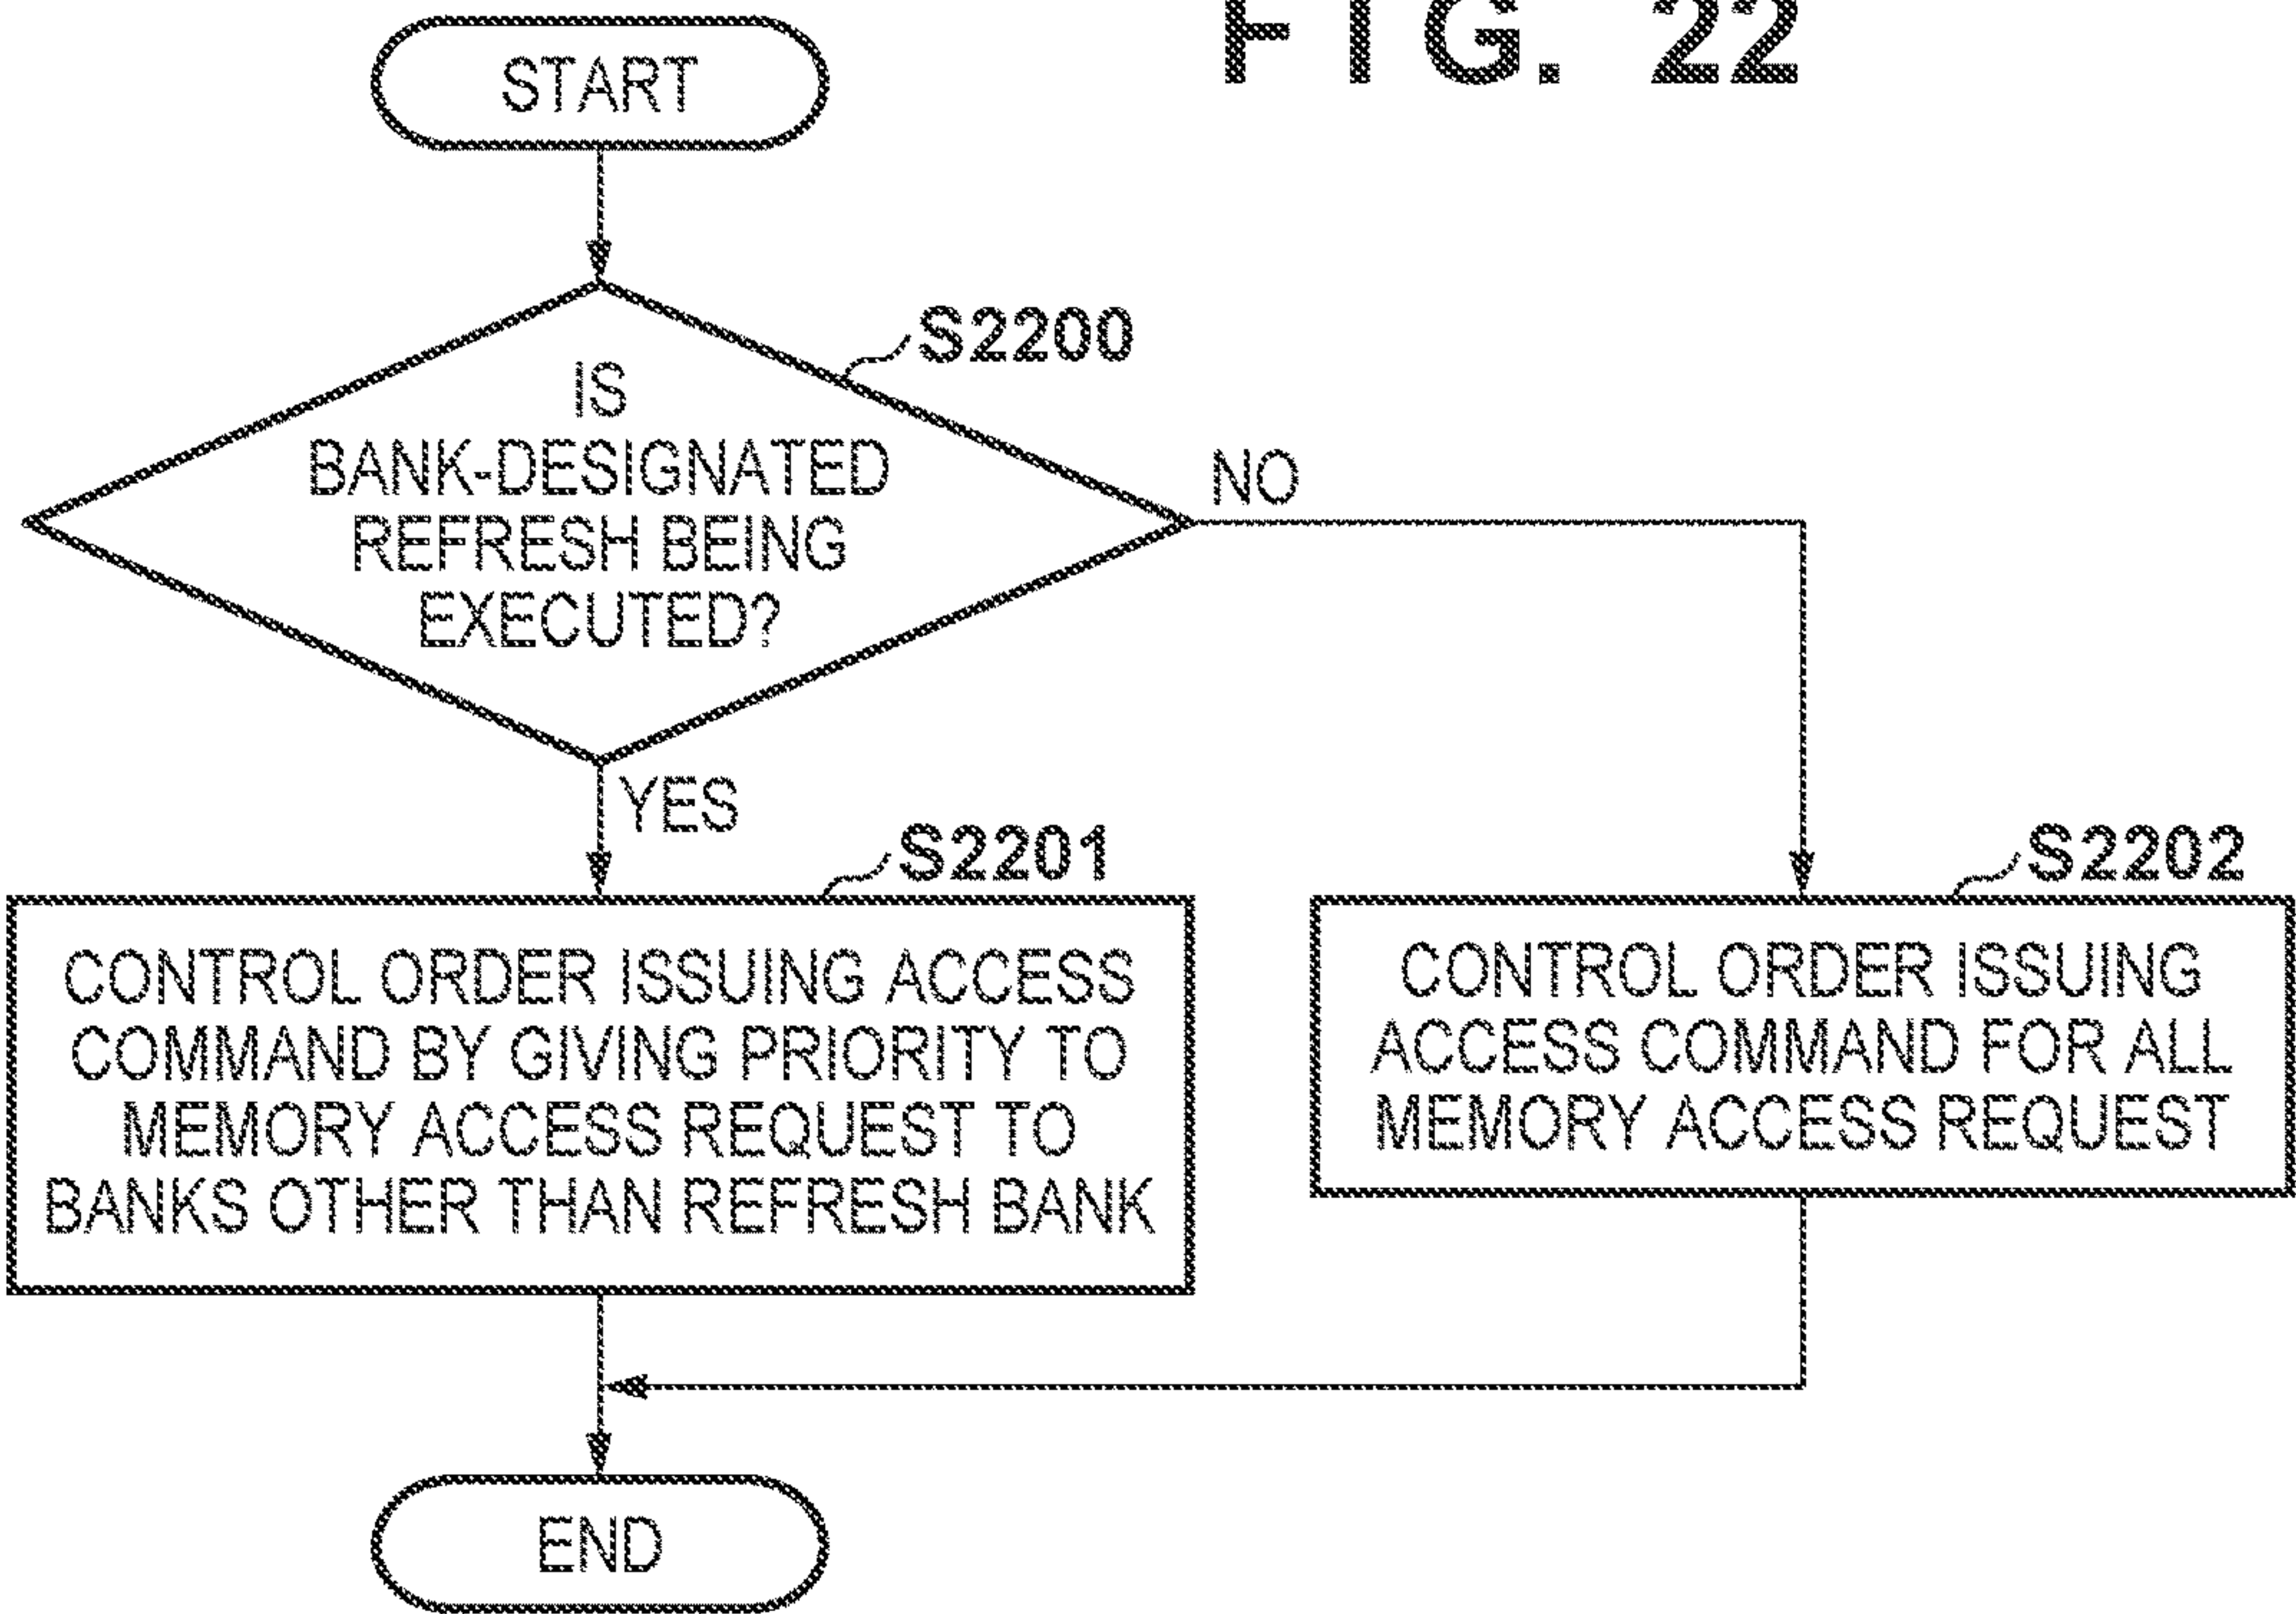 FIG. 22
START
S2200
IS
BANK-DESIGNATED
REFRESH BEING
EXECUTED?
NO
YES
S2201
S2202
CONTROL ORDER ISSUING ACCESS
COMMAND BY GIVING PRIORITY TO
MEMORY ACCESS REQUEST TO
BANKS OTHER THAN REFRESH BANK
CONTROL ORDER ISSUING
ACCESS COMMAND FOR ALL
MEMORY ACCESS REQUEST
END